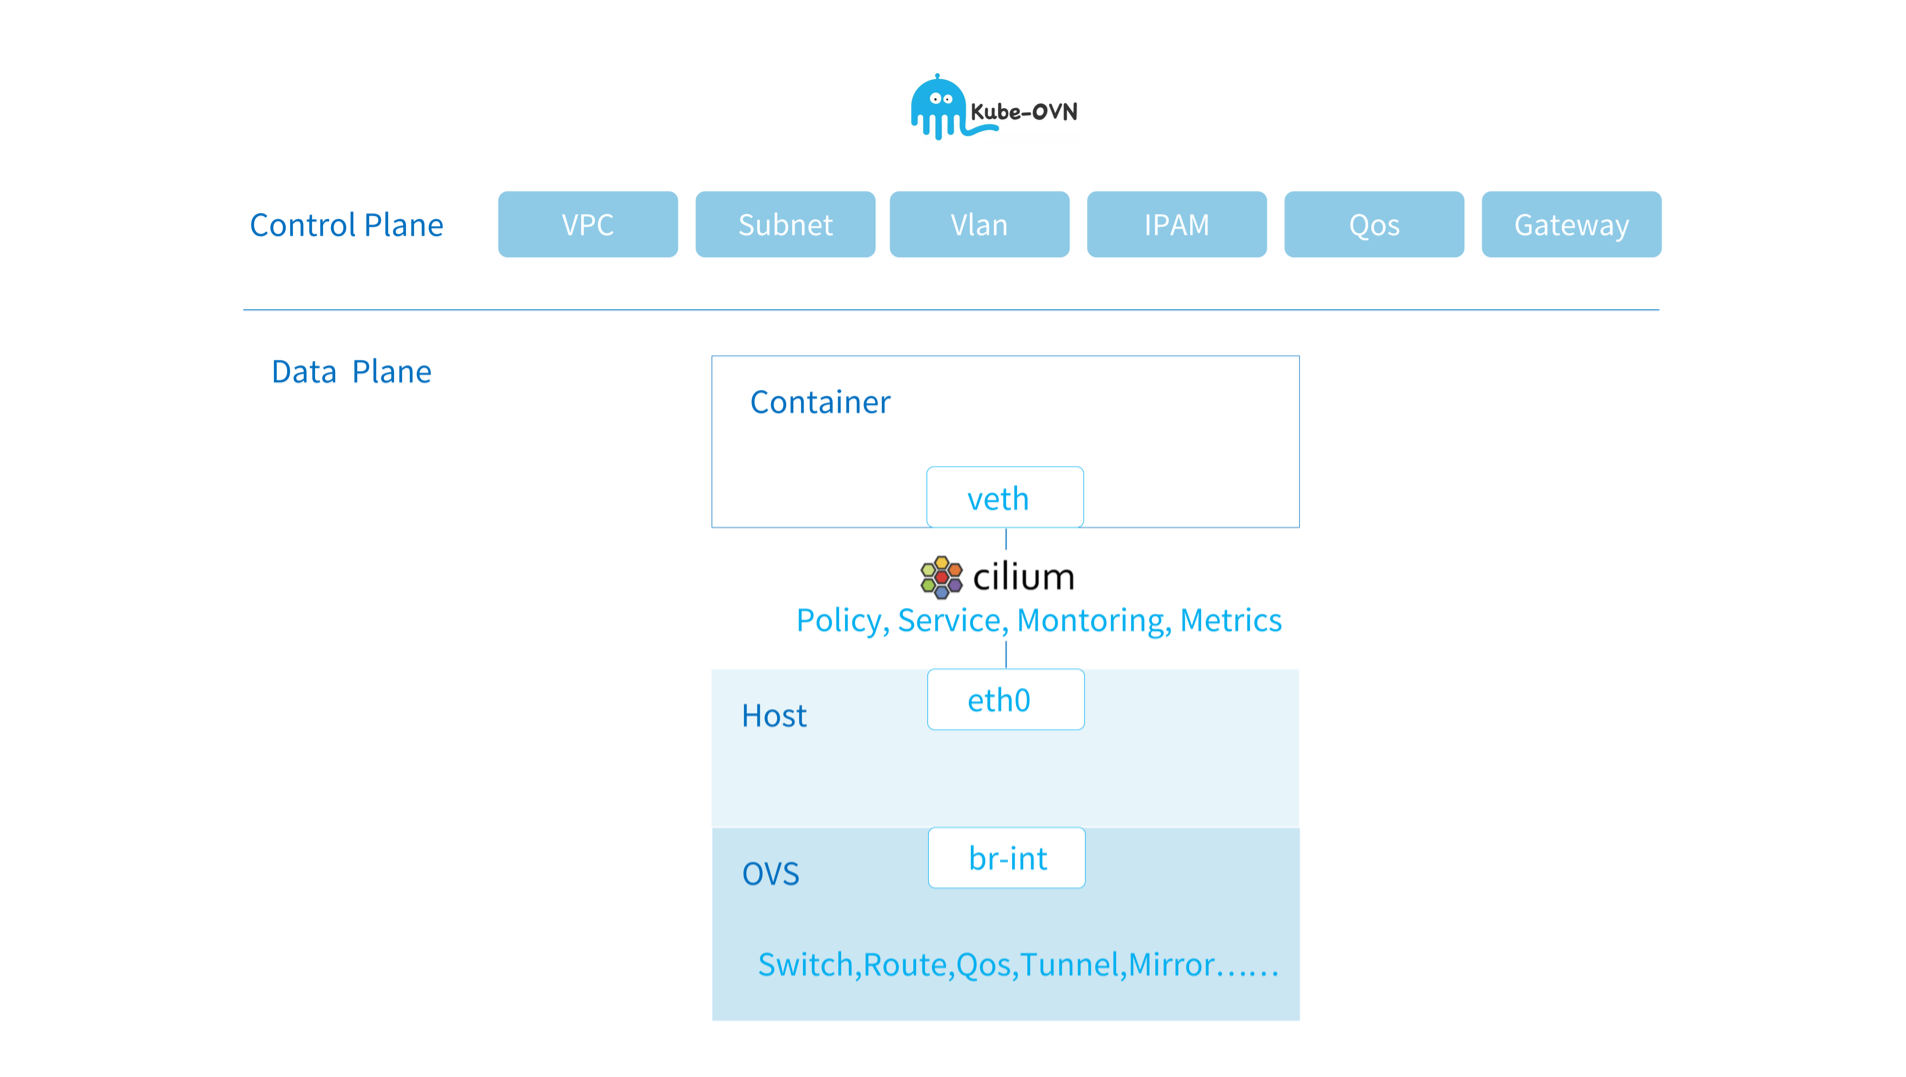 Kube-OVN
Control Plane
VPC
Subnet
Vlan
IPAM
Qos
Gateway
Data Plane
Container
veth
cilium
Policy, Service, Montoring, Metrics
Host
eth0
OVS
br-int
Switch,Route,Qos,Tunnel,Mirror......